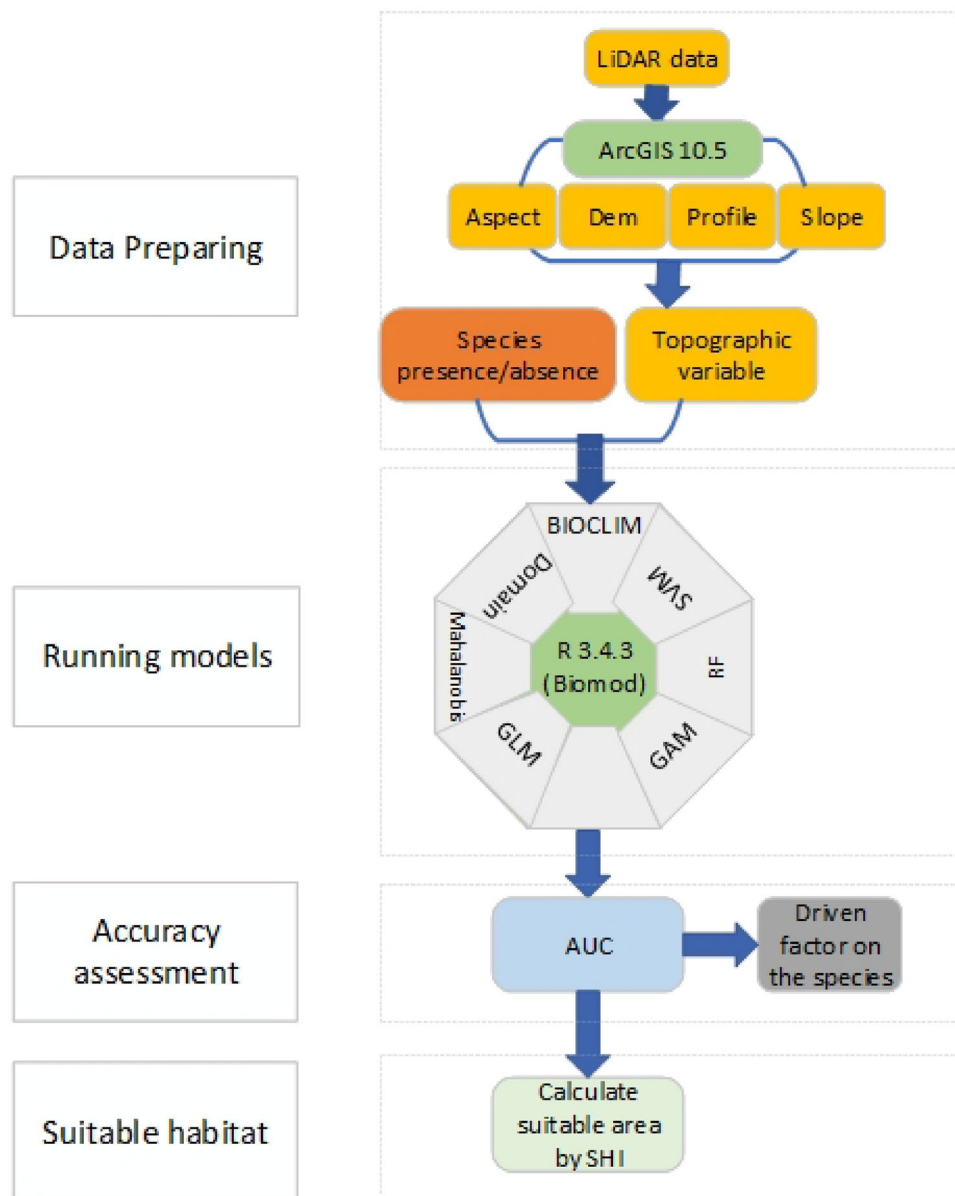 LiDAR data
ArcGIS 10.5
Aspect
Dem
Profile
Slope
Data Preparing
Species
presence/absence
Topographic
variable
BIOCLIM
Domain
SVM
Mahalanobis
R 3.4.3
(Biomod)
RF
GLM
GAM
Running models
Accuracy
assessment
AUC
Driven
factor on
the species
Suitable habitat
Calculate
suitable area
by SHI